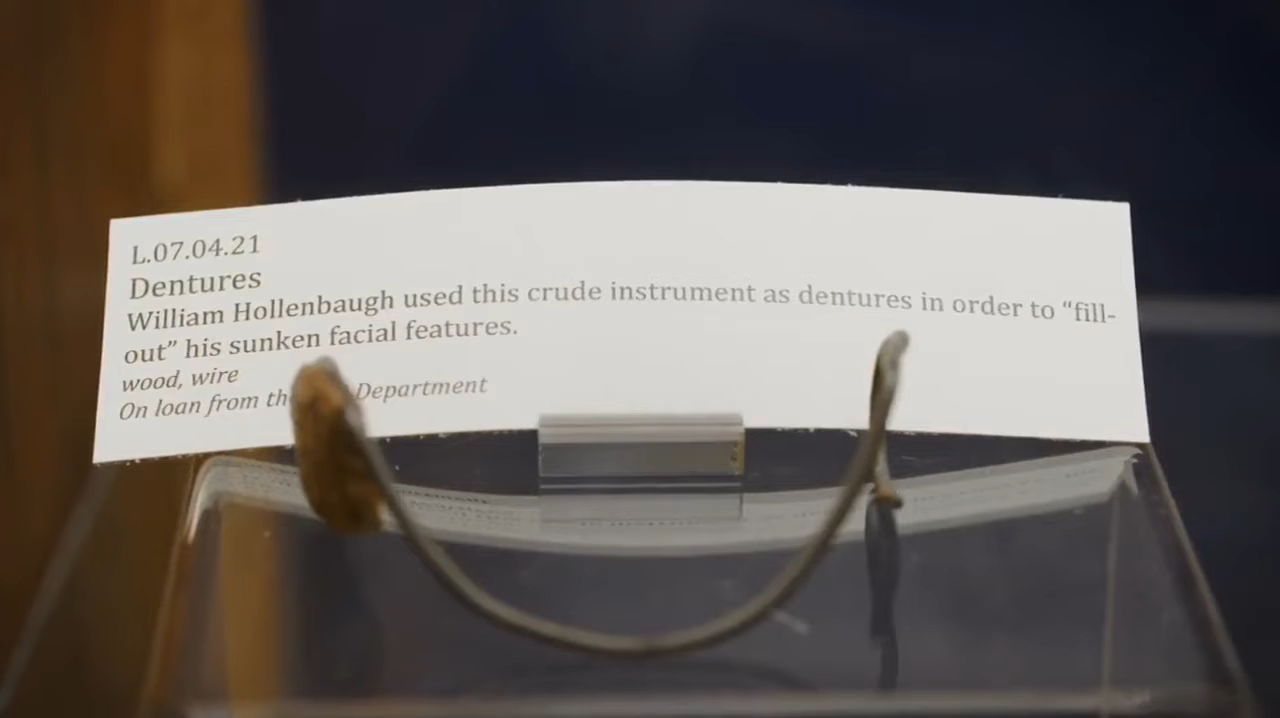 L.07.04.21
Dentures
William Hollenbaugh used this crude instrument as dentures in order to “fill-
out” his sunken facial features.
wood, wire
On loan from Department